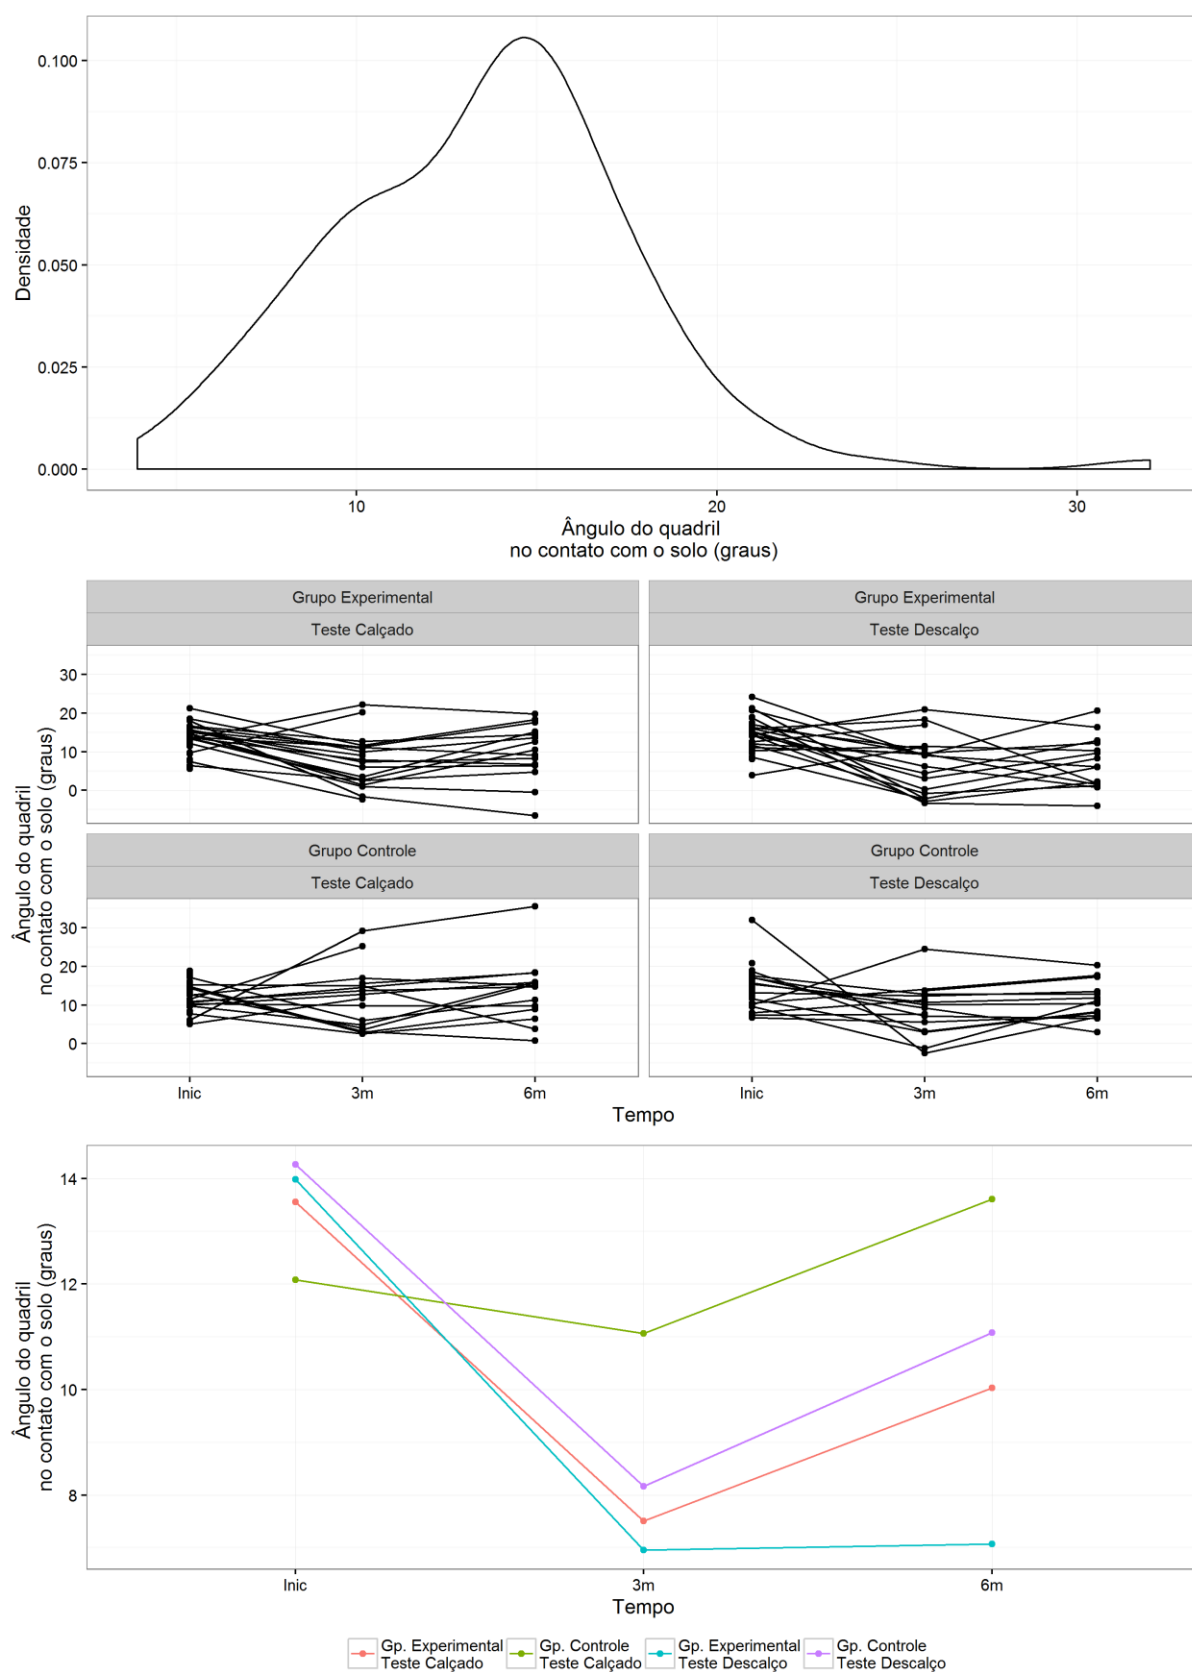 Densidade
0.100
0.075
0.050
0.025
0.000
10
20
30
Ângulo do quadril
no contato com o solo (graus)
Ângulo do quadril
no contato com o solo (graus)
Grupo Experimental
Grupo Experimental
Teste Calçado
Teste Descalço
30
20
10
0
Grupo Controle
Grupo Controle
Teste Calçado
Teste Descalço
30
20
10
0
Inic
3m
6m
Inic
3m
6m
Tempo
Ângulo do quadril
no contato com o solo (graus)
14
12
10
8
Inic
3m
6m
Tempo
Gp. Experimental
Teste Calçado
Gp. Controle
Teste Calçado
Gp. Experimental
Teste Descalço
Gp. Controle
Teste Descalço